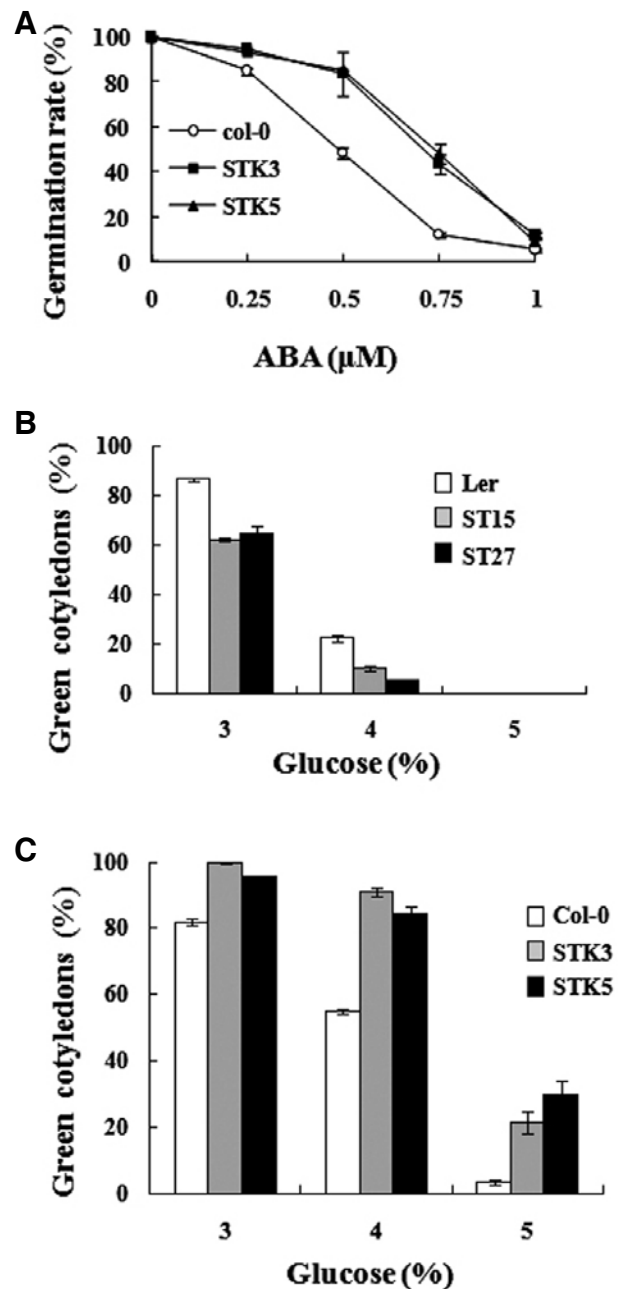 A
Germination rate (%)
100
80
60
40
20
0
col-0
STK3
STK5
0 0.25 0.5 0.75 1
ABA (μM)
B
Green cotyledons (%)
100
80
60
40
20
0
Ler
ST15
ST27
3 4 5
Glucose (%)
C
Green cotyledons (%)
100
80
60
40
20
0
Col-0
STK3
STK5
3 4 5
Glucose (%)